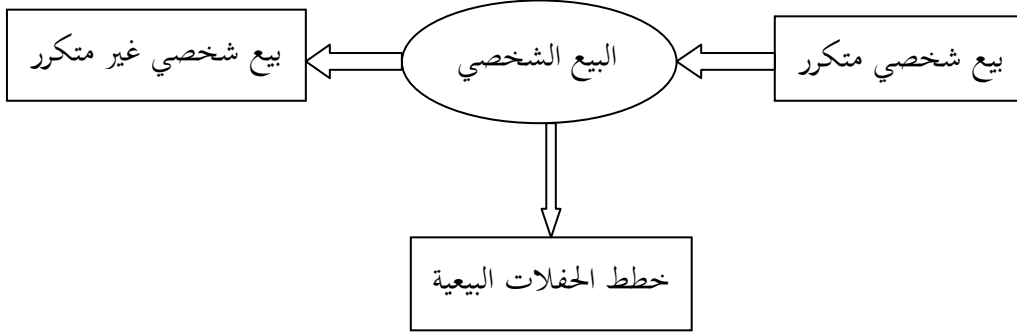 بيع شخصي متكرر
البيع الشخصي
بيع شخصي غير متكرر
خطط الحفلات البيعية